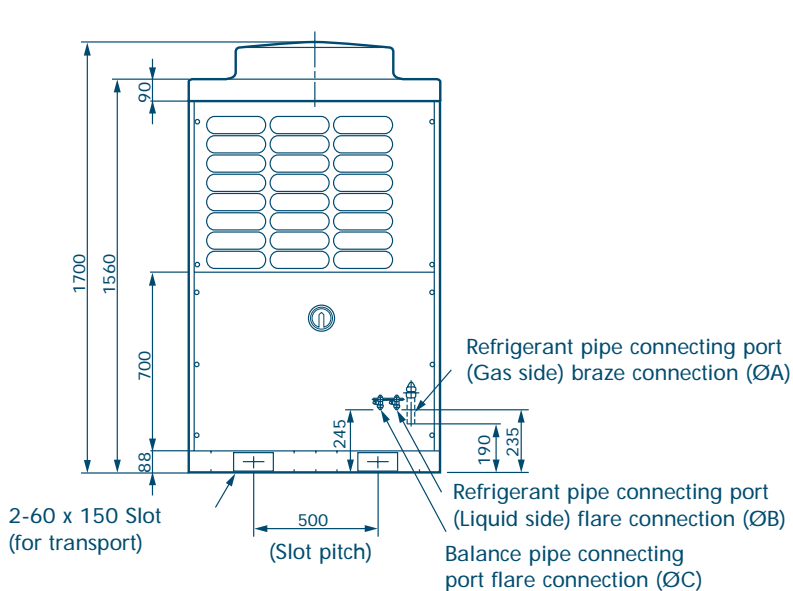 90
1700
1560
700
88
245
190
235
Refrigerant pipe connecting port
(Gas side) braze connection (ØA)
Refrigerant pipe connecting port
(Liquid side) flare connection (ØB)
Balance pipe connecting
port flare connection (ØC)
2-60 x 150 Slot
(for transport)
500
(Slot pitch)